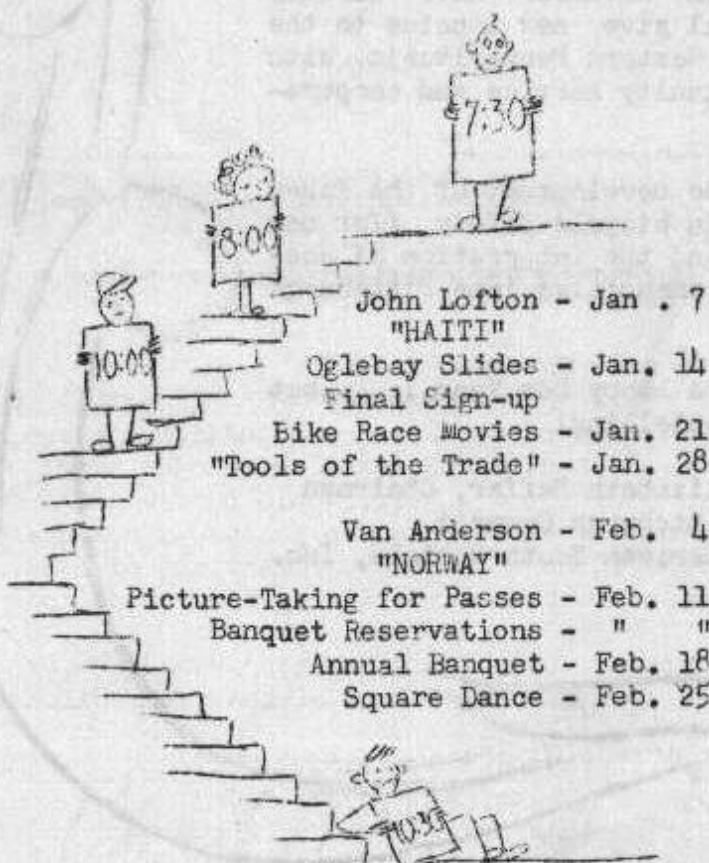 7:30
8:00
10:00
John Lofton - Jan . 7
"HAITI"
Oglebay Slides - Jan. 14
Final Sign-up
Bike Race Movies - Jan. 21
"Tools of the Trade" - Jan. 28
Van Anderson - Feb. 4
"NORWAY"
Picture-Taking for Passes - Feb. 11
Banquet Reservations - " "
Annual Banquet - Feb. 18
Square Dance - Feb. 25
10:30